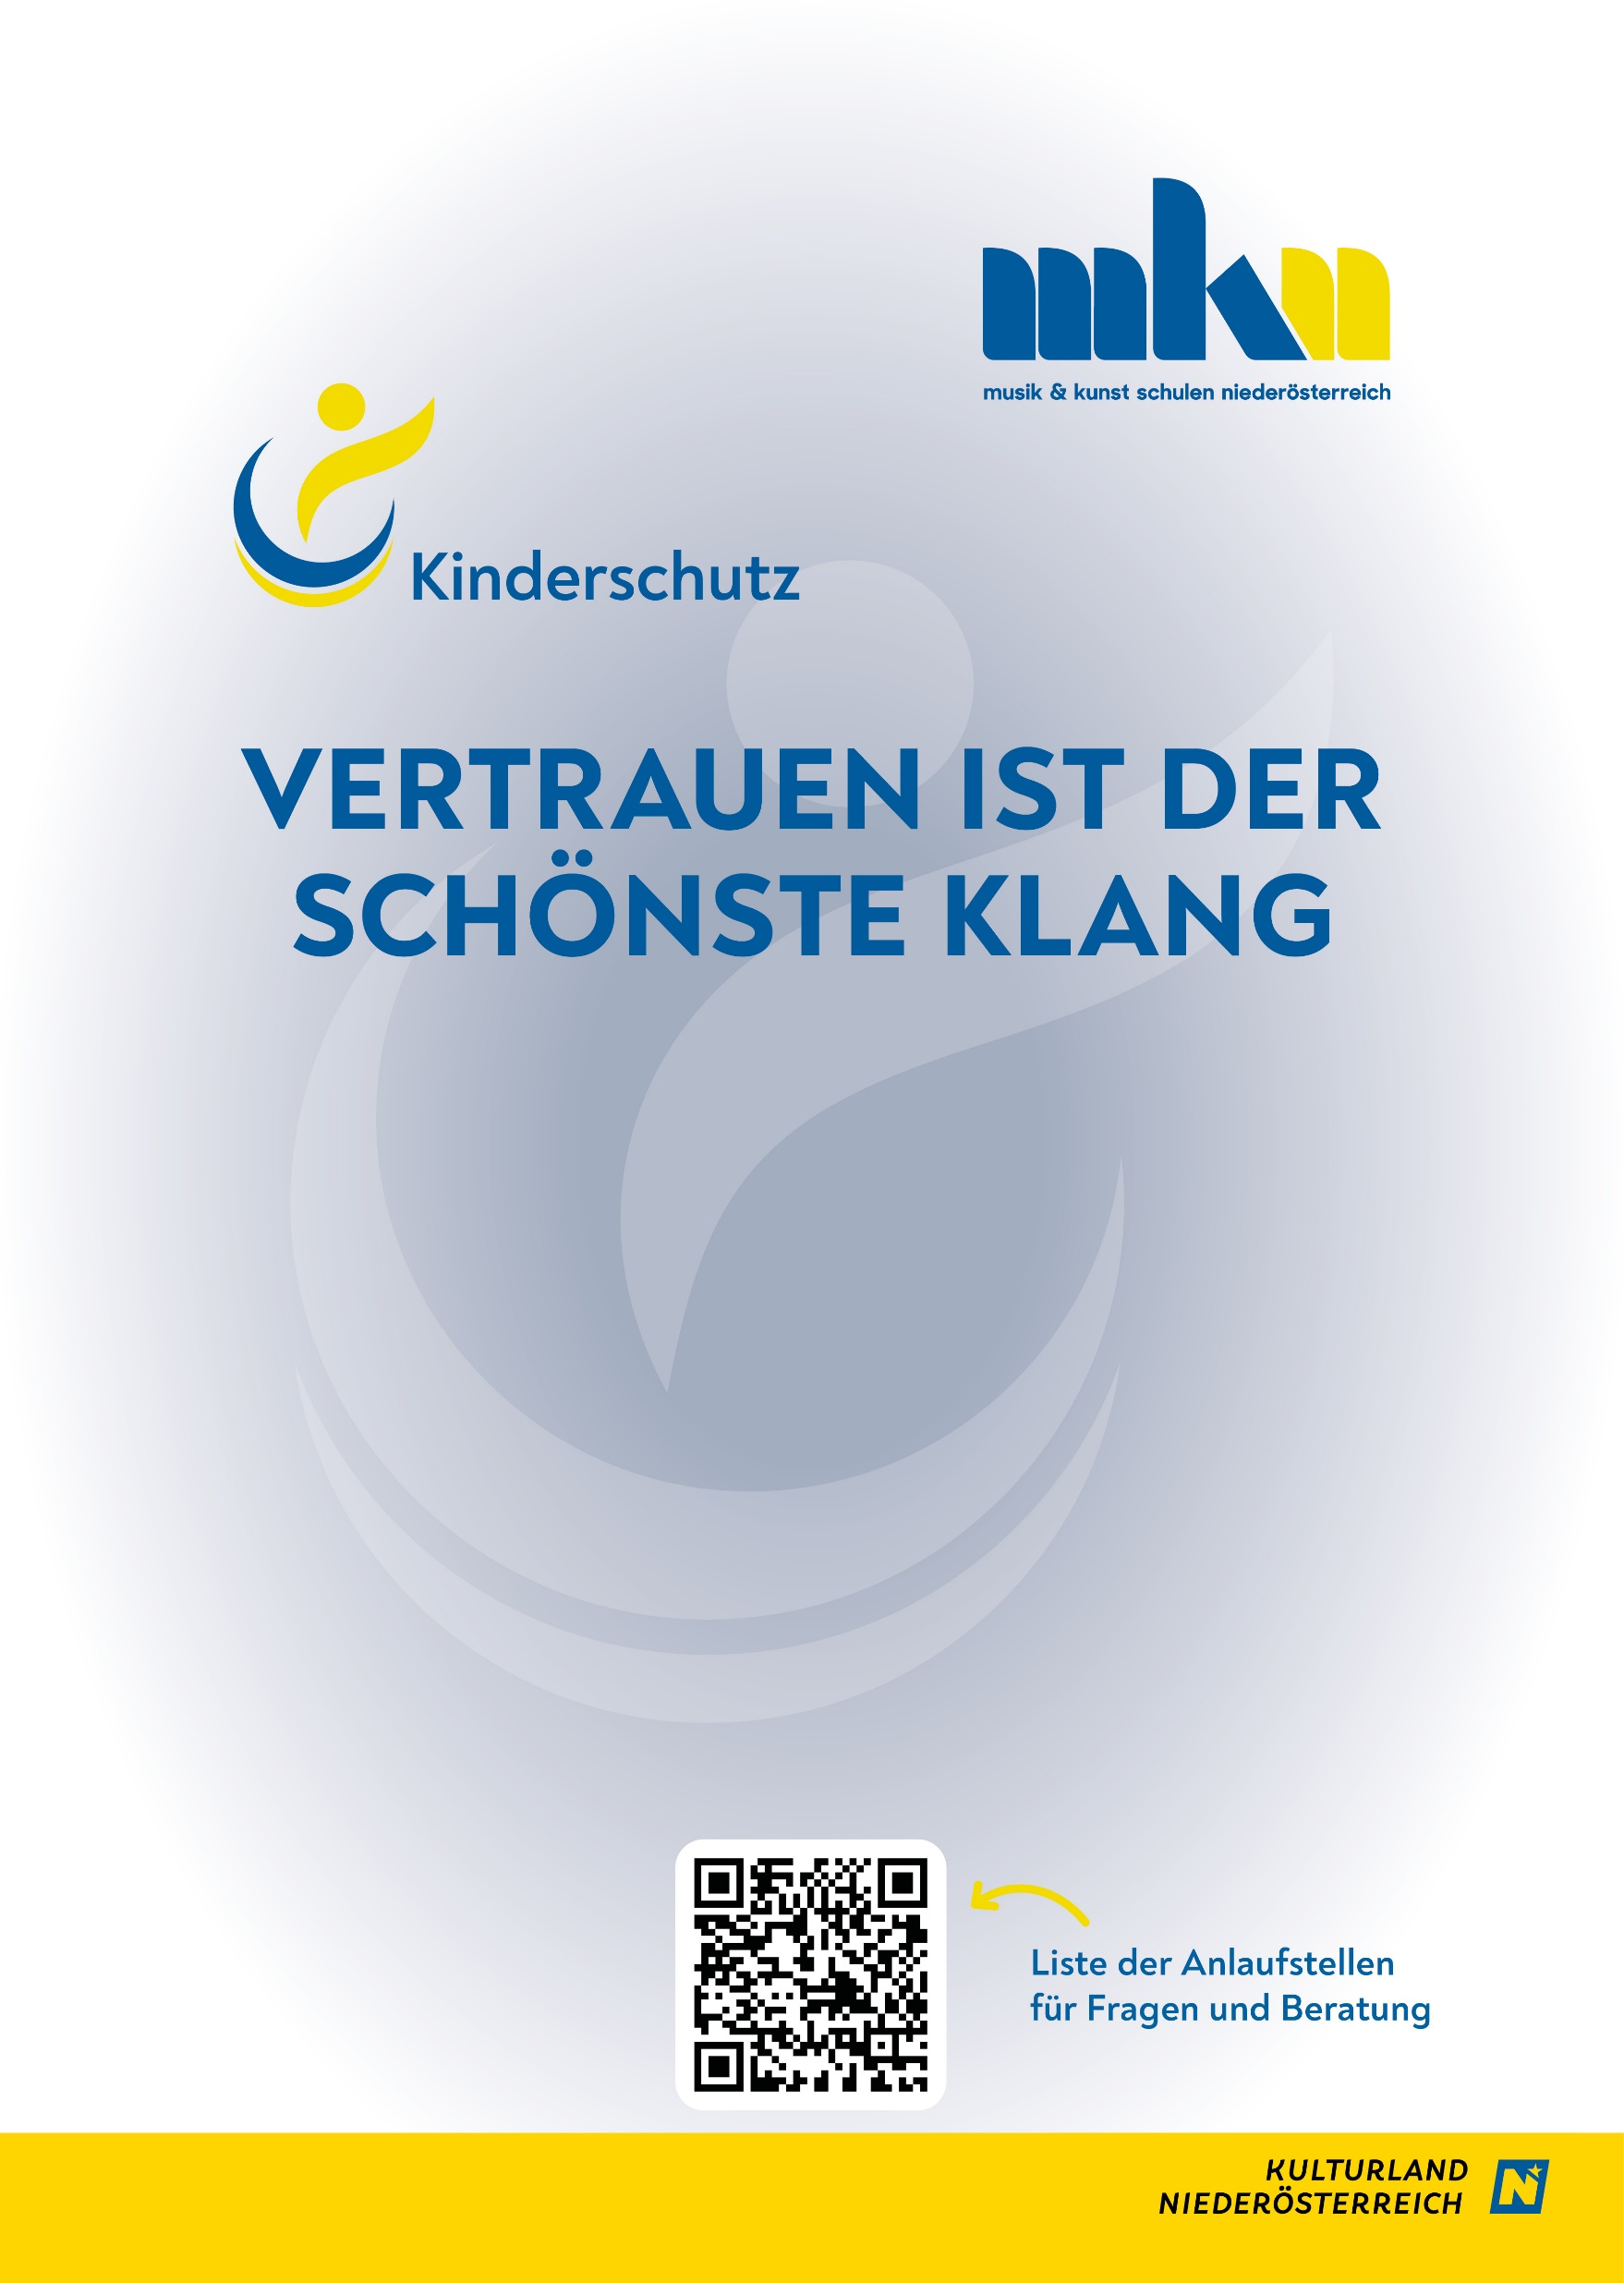 mkn
musik & kunst schulen niederösterreich
Kinderschutz
VERTRAUEN IST DER
SCHÖNSTE KLANG
Liste der Anlaufstellen
für Fragen und Beratung
KULTURLAND
NIEDERÖSTERREICH
N